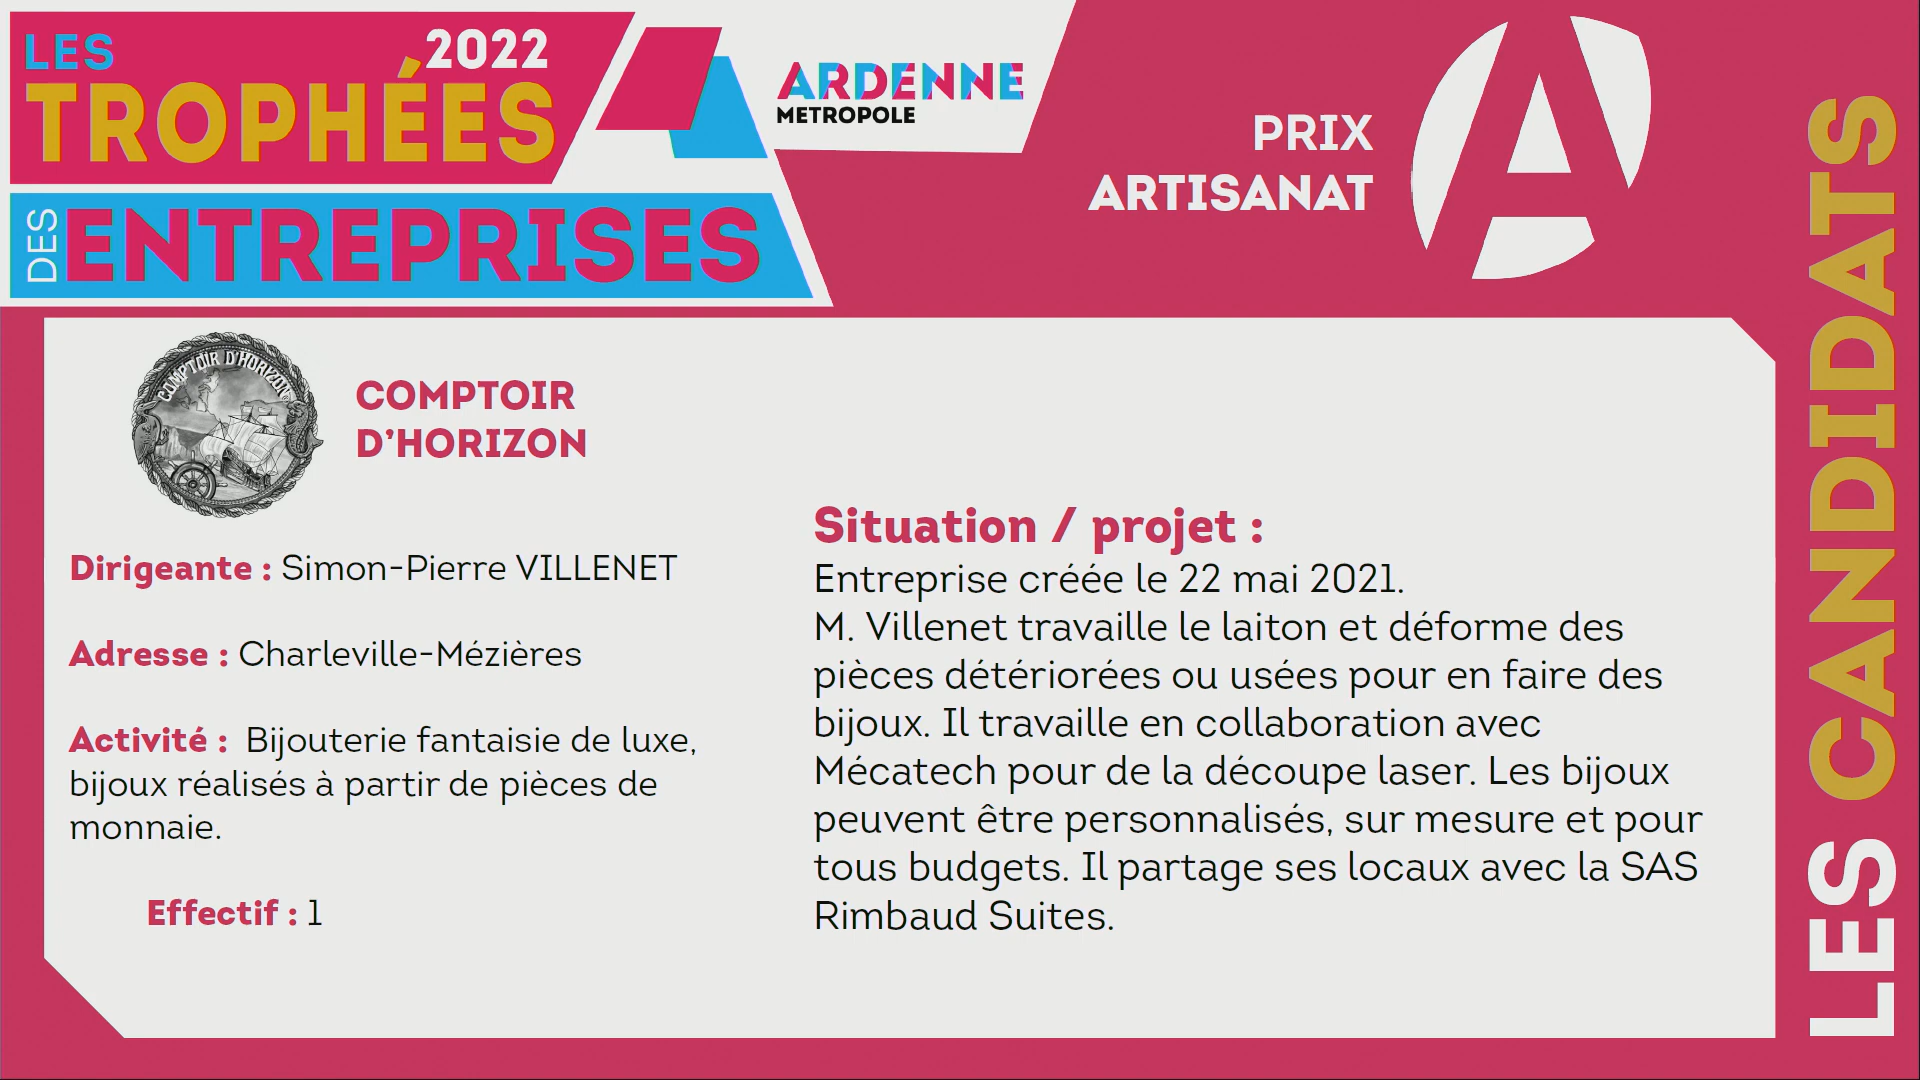 LES
2022
TROPHÉES
DES
ENTREPRISES
ARDENNE
METROPOLE
PRIX
ARTISANAT
A
LES CANDIDATS
COMPTOIR D'HORIZON
COMPTOIR
D'HORIZON
Dirigeante : Simon-Pierre VILLENET
Adresse : Charleville-Mézières
Activité : Bijouterie fantaisie de luxe,
bijoux réalisés à partir de pièces de
monnaie.
Effectif : 1
Situation / projet :
Entreprise créée le 22 mai 2021.
M. Villenet travaille le laiton et déforme des
pièces détériorées ou usées pour en faire des
bijoux. Il travaille en collaboration avec
Mécatech pour de la découpe laser. Les bijoux
peuvent être personnalisés, sur mesure et pour
tous budgets. Il partage ses locaux avec la SAS
Rimbaud Suites.